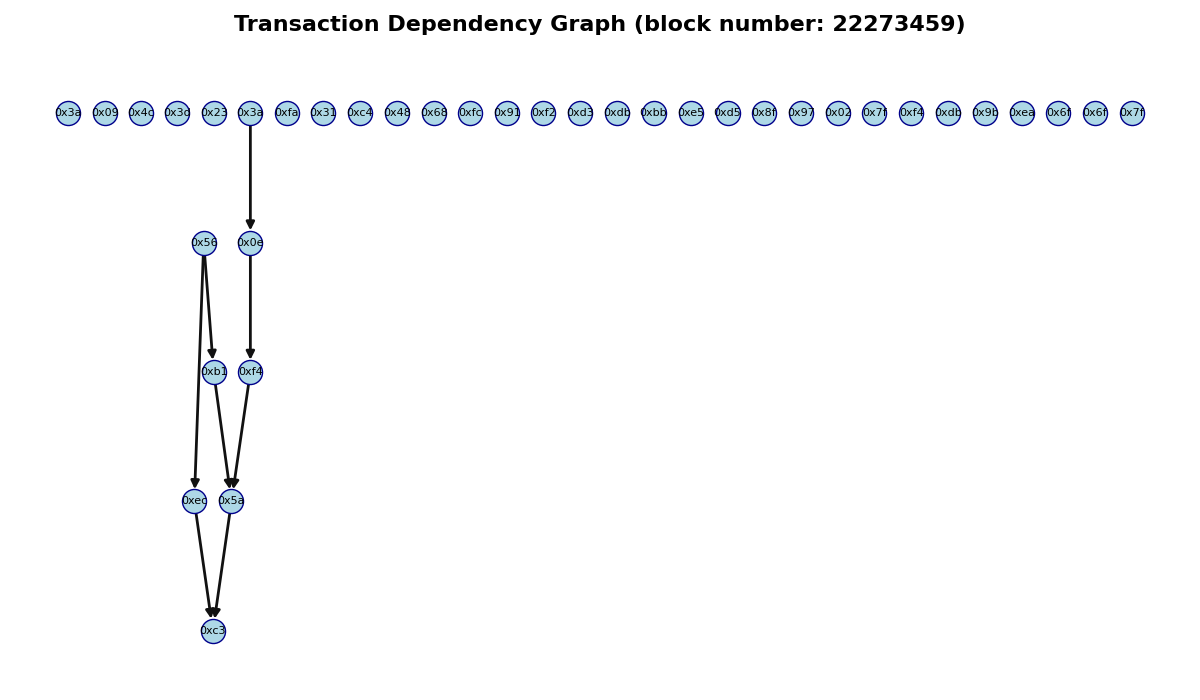 Transaction Dependency Graph (block number: 22273459)
0x3a 0x09 0x4c 0x3d 0x23 0x3a 0xfa 0x31 0xc4 0x48 0x68 0xfc 0x91 0xf2 0xd3 0xdb 0xbb 0xe5 0xd5 0x8f 0x97 0x02 0x7f 0xf4 0xdb 0x9b 0xea 0x6f 0x6f 0x7f
0x56 0x0e
0xb1 0xf4
0xec 0x5a
0xc3